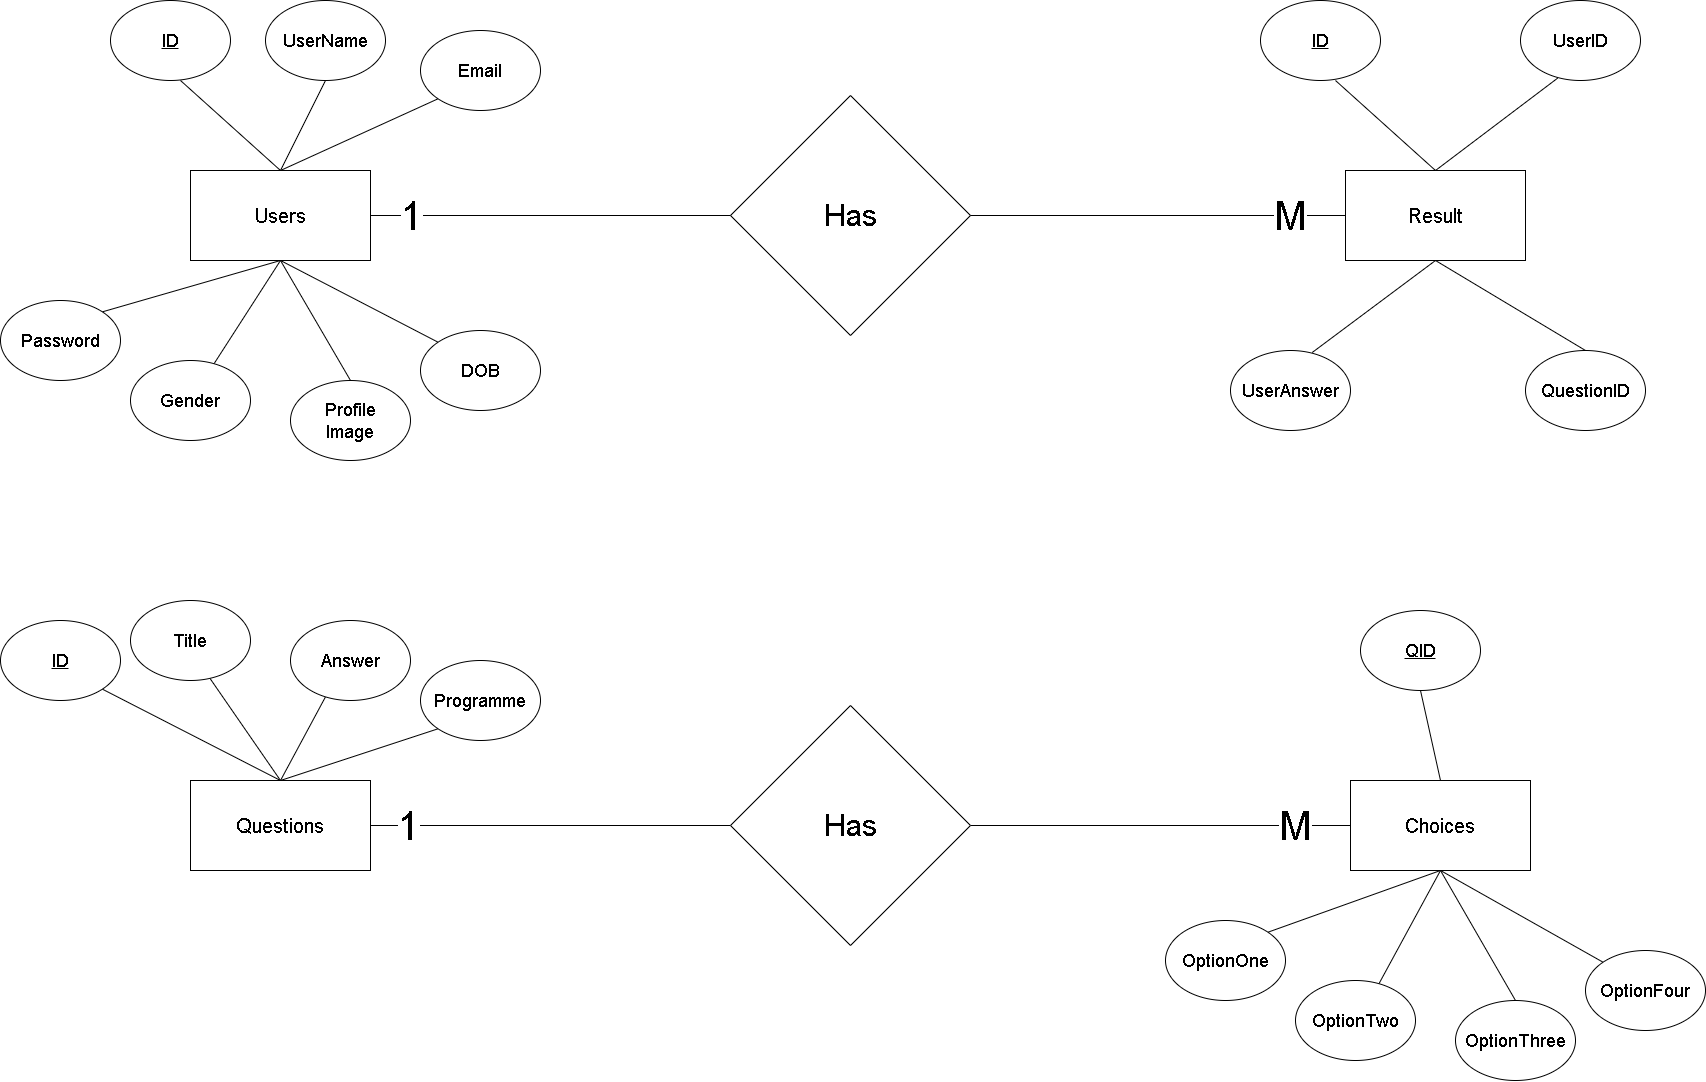 ID
UserName
Email
ID
UserID
Users
1
Has
M
Result
Password
Gender
Profile
Image
DOB
UserAnswer
QuestionID
ID
Title
Answer
Programme
QID
Questions
1
Has
M
Choices
OptionOne
OptionTwo
OptionThree
OptionFour